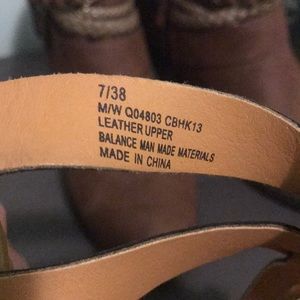 7/38
M/W Q04803 CBHK13
LEATHER UPPER
BALANCE MAN MADE MATERIALS
MADE IN CHINA